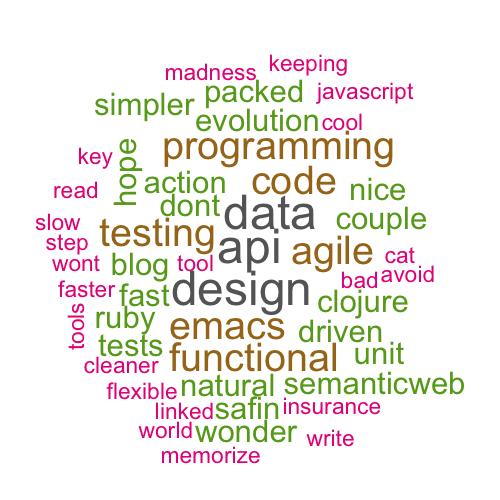 keeping
madness
packed
javascript
simpler
evolution
cool
programming
key
hope
action
code
nice
read
dont
data
couple
slow
testing
step
api
agile
cat
wont
blog
tool
bad
avoid
faster
fast
design
clojure
tools
ruby
emacs
driven
tests
functional
unit
cleaner
flexible
natural
semanticweb
linked
safin
insurance
world
wonder
write
memorize